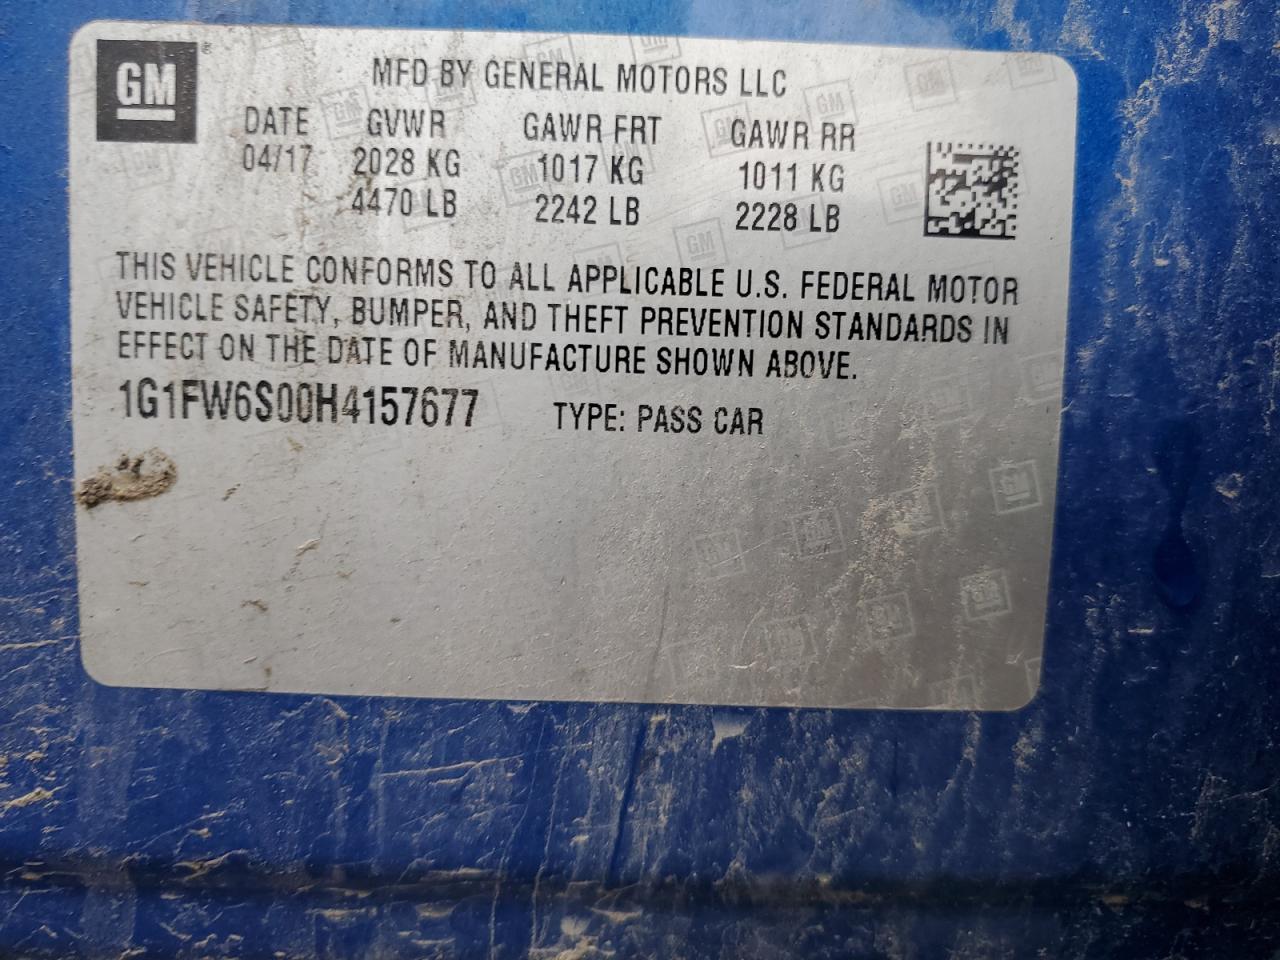 GM
MFD BY GENERAL MOTORS LLC
DATE GVWR GAWR FRT GAWR RR
04/17 2028 KG 1017 KG 1011 KG
4470 LB 2242 LB 2228 LB
THIS VEHICLE CONFORMS TO ALL APPLICABLE U.S. FEDERAL MOTOR
VEHICLE SAFETY, BUMPER, AND THEFT PREVENTION STANDARDS IN
EFFECT ON THE DATE OF MANUFACTURE SHOWN ABOVE.
1G1FW6S00H4157677 TYPE: PASS CAR